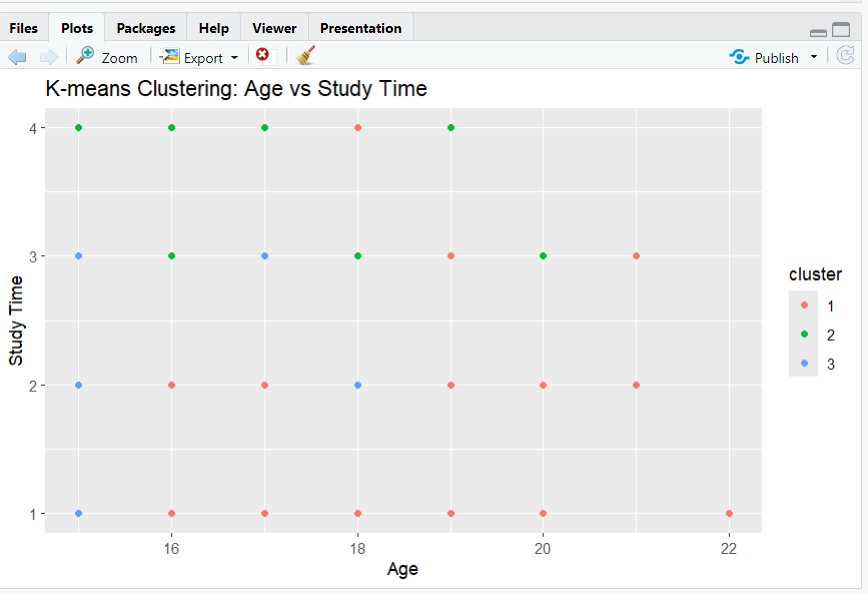 Files Plots Packages Help Viewer Presentation
Zoom Export Publish
K-means Clustering: Age vs Study Time
4
3
2
1
Study Time
16 18 20 22
Age
cluster
1
2
3